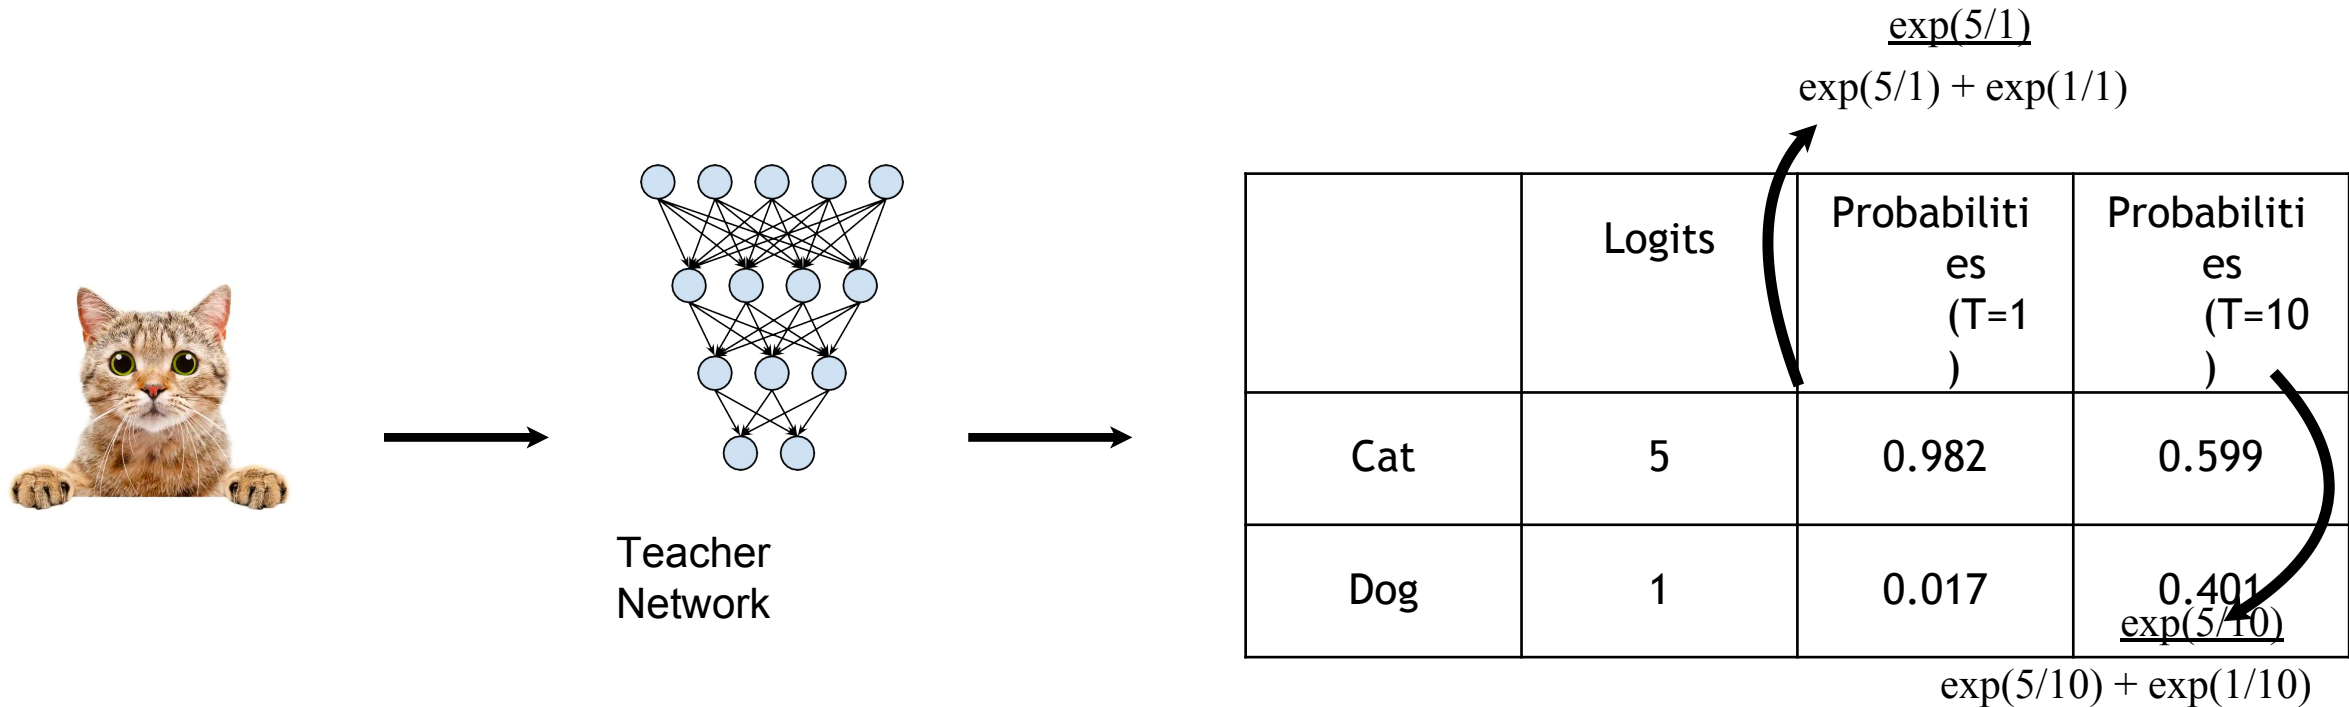 exp(5/1)
exp(5/1) + exp(1/1)
Logits
Probabiliti
es
(T=1
)
Probabiliti
es
(T=10
)
Cat
5
0.982
0.599
Dog
1
0.017
0.401
exp(5/10)
exp(5/10) + exp(1/10)
Teacher
Network